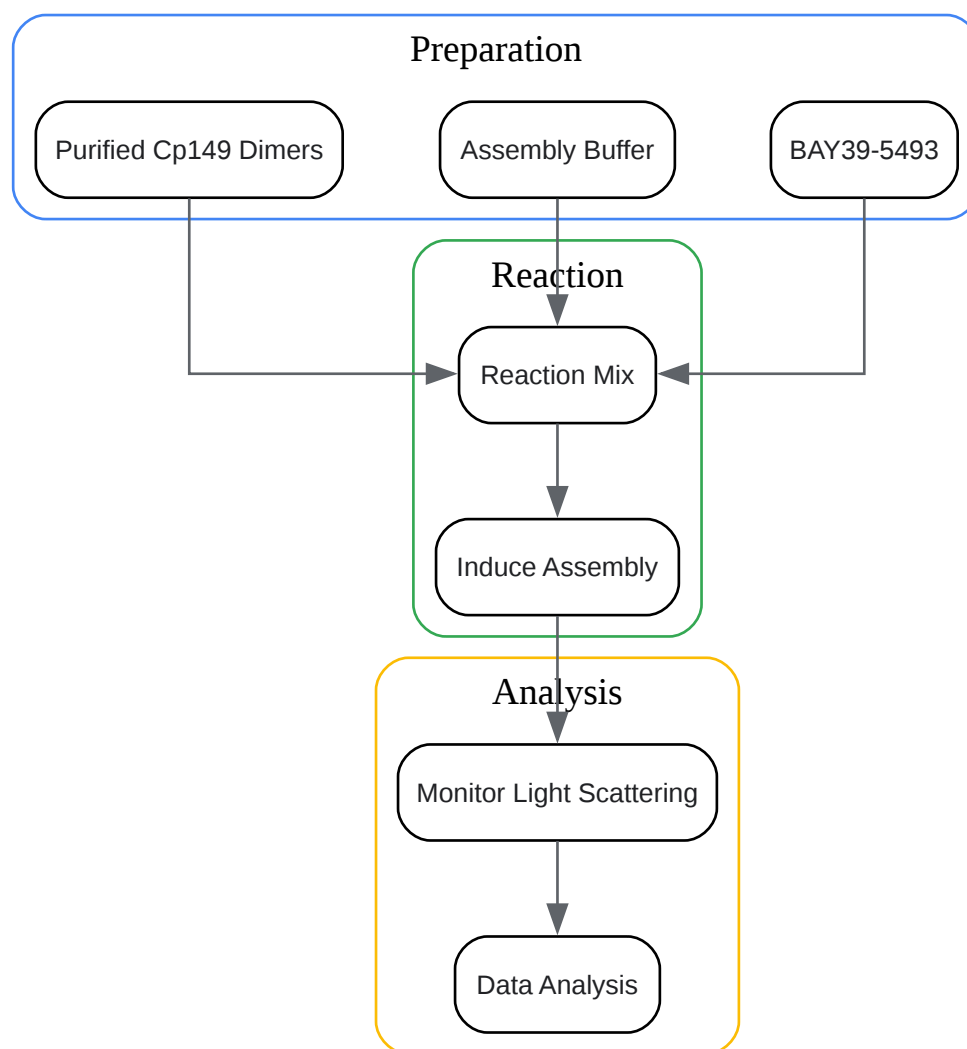 Preparation
Purified Cp149 Dimers
Assembly Buffer
BAY39-5493
Reaction
Reaction Mix
Induce Assembly
Analysis
Monitor Light Scattering
Data Analysis